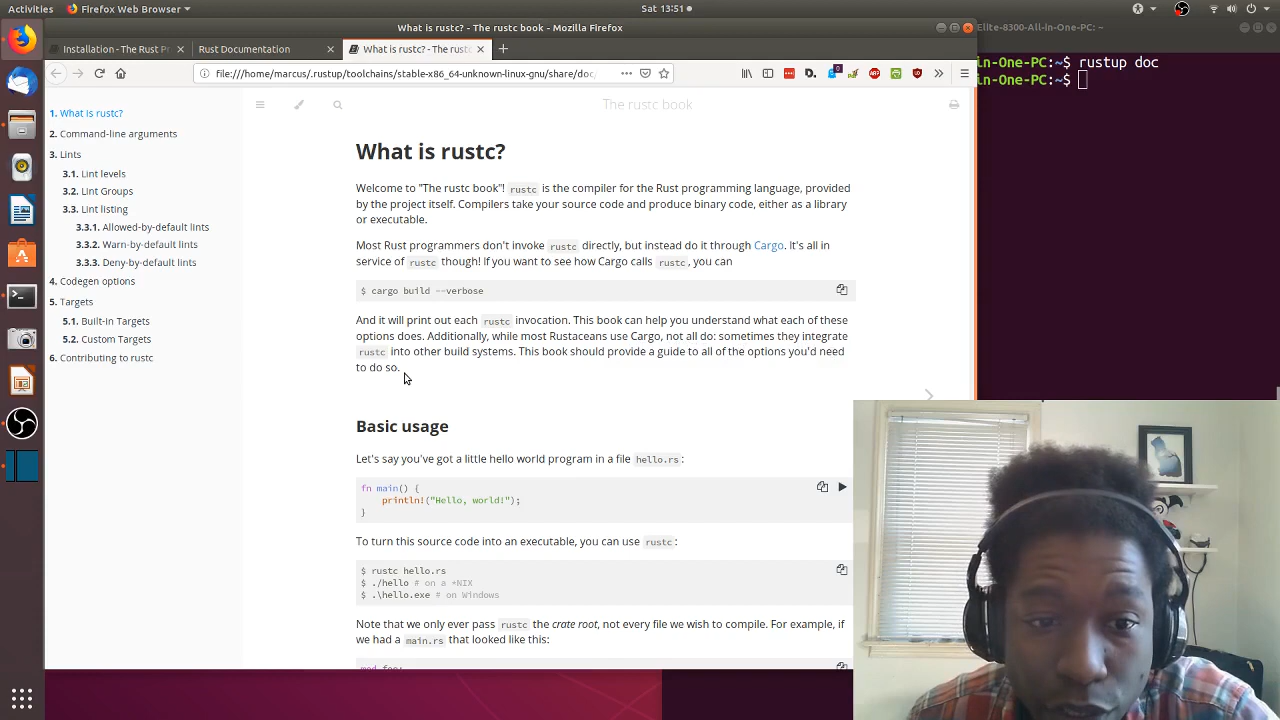 Activities Firefox Web Browser Sat 13:51
What is rustc? - The rustc book - Mozilla Firefox
Elite-8300-All-in-One-PC: ~
Installation - The Rust Pr Rust Documentation What is rustc? - The rustc
file:///home/marcus/.rustup/toolchains/stable-x86_64-unknown-linux-gnu/share/doc/
in-One-PC:~$ rustup doc
in-One-PC:~$
The rustc book
1. What is rustc?
2. Command-line arguments
3. Lints
3.1. Lint levels
3.2. Lint Groups
3.3. Lint listing
3.3.1. Allowed-by-default lints
3.3.2. Warn-by-default lints
3.3.3. Deny-by-default lints
4. Codegen options
5. Targets
5.1. Built-in Targets
5.2. Custom Targets
6. Contributing to rustc
What is rustc?
Welcome to "The rustc book"! rustc is the compiler for the Rust programming language, provided
by the project itself. Compilers take your source code and produce binary code, either as a library
or executable.
Most Rust programmers don't invoke rustc directly, but instead do it through Cargo. It's all in
service of rustc though! If you want to see how Cargo calls rustc, you can
$ cargo build --verbose
And it will print out each rustc invocation. This book can help you understand what each of these
options does. Additionally, while most Rustaceans use Cargo, not all do: sometimes they integrate
rustc into other build systems. This book should provide a guide to all of the options you'd need
to do so.
Basic usage
Let's say you've got a little hello world program in a file hello.rs:
fn main() {
println!("Hello, world!");
}
To turn this source code into an executable, you can use rustc:
$ rustc hello.rs
$ ./hello # on a *NIX
$ .\hello.exe # on Windows
Note that we only ever pass rustc the crate root, not every file we wish to compile. For example, if
we had a main.rs that looked like this:
mod foo;